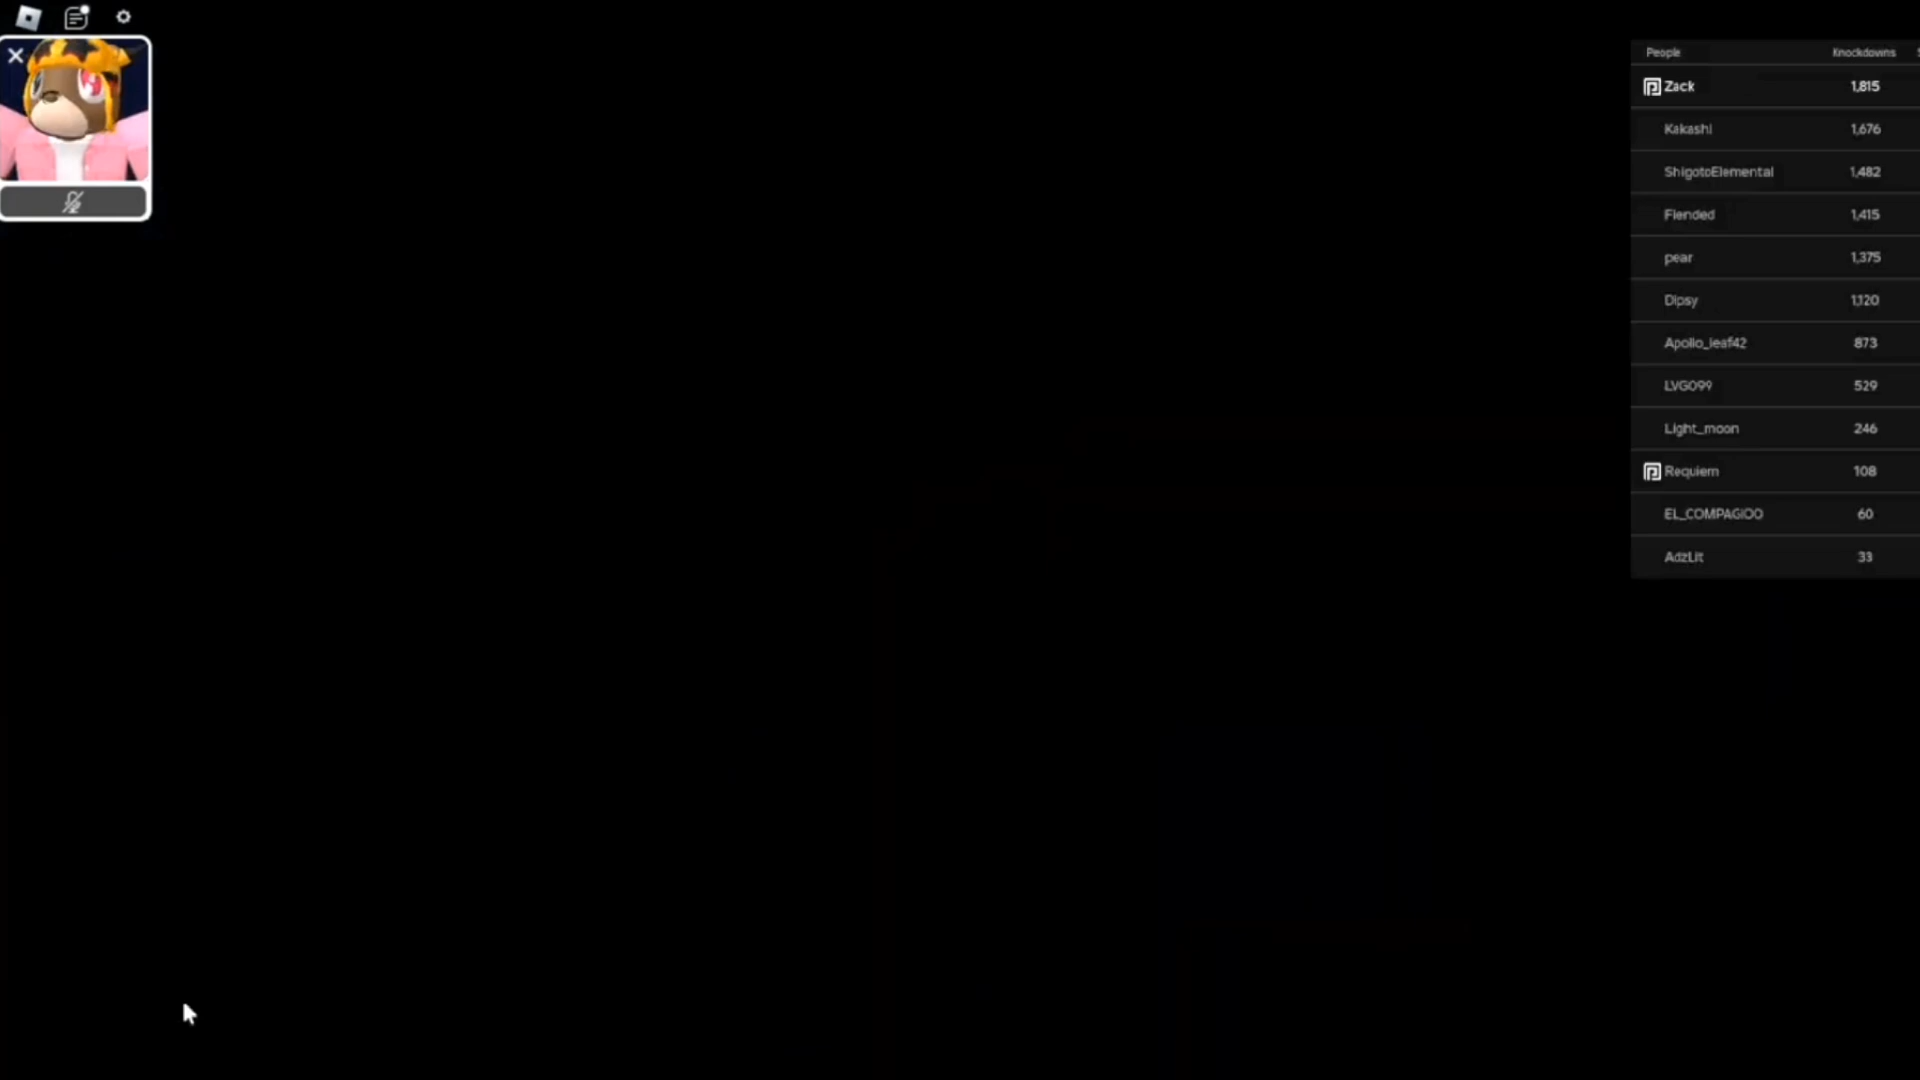 People Knockdowns
Zack 1,815
Kakashi 1,676
ShigotoElemental 1,482
Fiended 1,415
pear 1,375
Dipsy 1,120
Apollo_leaf42 873
LVG099 529
Light_moon 246
Requiem 108
EL_COMPAGIOO 60
AdzLit 33